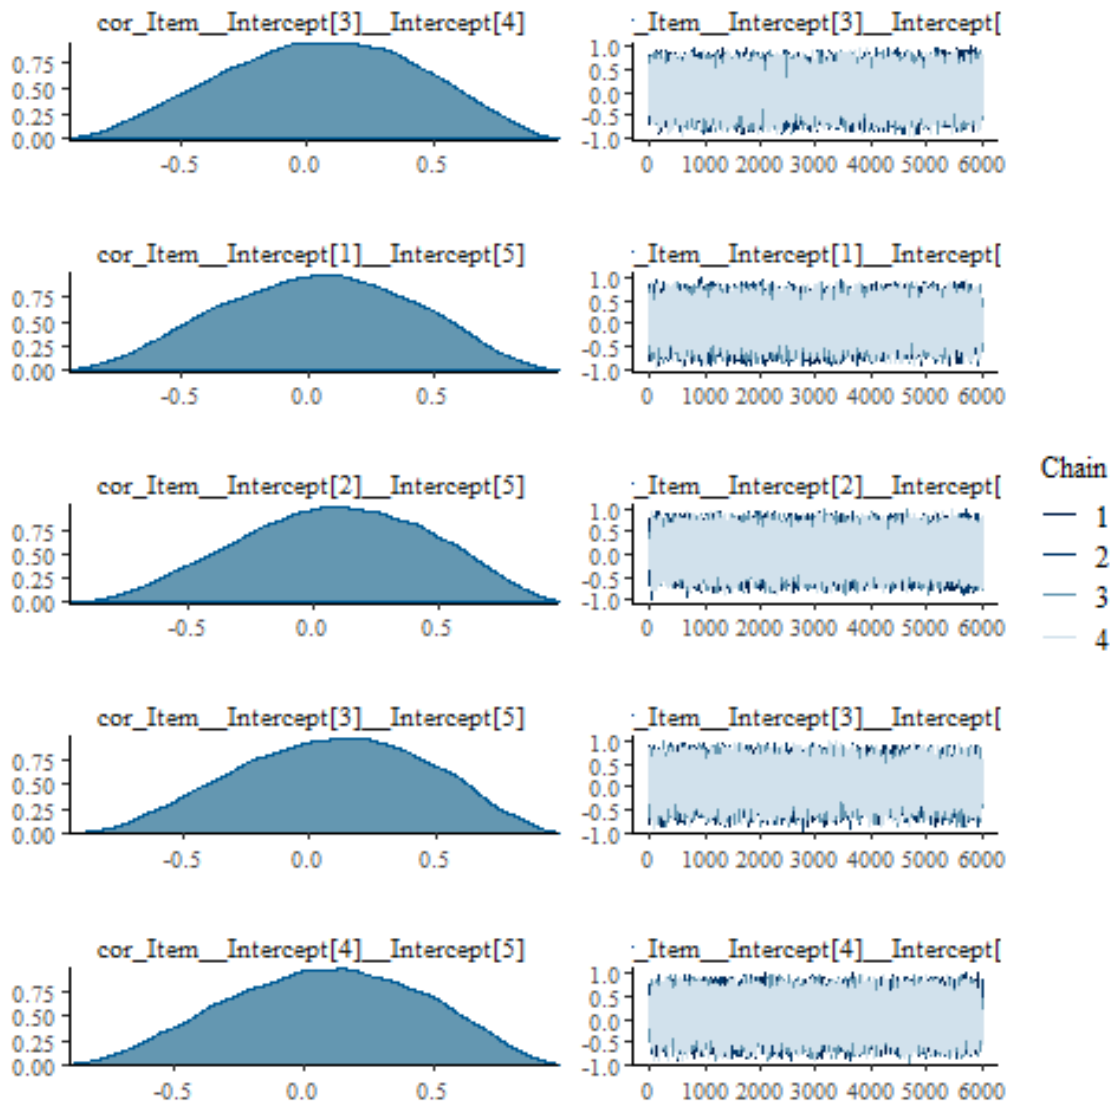 cor_Item__Intercept[3]__Intercept[4]
_Item__Intercept[3]__Intercept[
0.75
0.50
0.25
0.00
-0.5 0.0 0.5
1.0
0.5
0.0
-0.5
-1.0
0 1000 2000 3000 4000 5000 6000
cor_Item__Intercept[1]__Intercept[5]
_Item__Intercept[1]__Intercept[
0.75
0.50
0.25
0.00
-0.5 0.0 0.5
1.0
0.5
0.0
-0.5
-1.0
0 1000 2000 3000 4000 5000 6000
cor_Item__Intercept[2]__Intercept[5]
_Item__Intercept[2]__Intercept[
0.75
0.50
0.25
0.00
-0.5 0.0 0.5
1.0
0.5
0.0
-0.5
-1.0
0 1000 2000 3000 4000 5000 6000
cor_Item__Intercept[3]__Intercept[5]
_Item__Intercept[3]__Intercept[
0.75
0.50
0.25
0.00
-0.5 0.0 0.5
1.0
0.5
0.0
-0.5
-1.0
0 1000 2000 3000 4000 5000 6000
cor_Item__Intercept[4]__Intercept[5]
_Item__Intercept[4]__Intercept[
0.75
0.50
0.25
0.00
-0.5 0.0 0.5
1.0
0.5
0.0
-0.5
-1.0
0 1000 2000 3000 4000 5000 6000
Chain
1
2
3
4